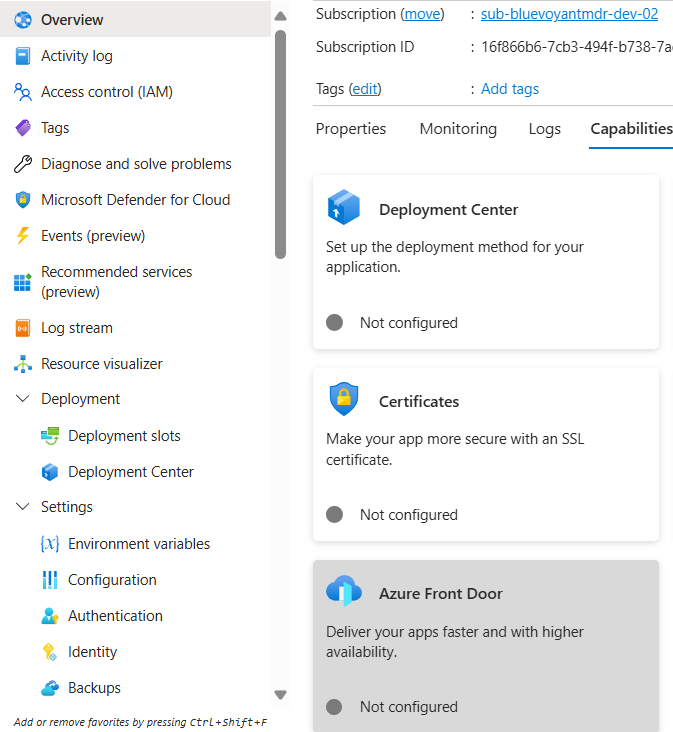 Overview
Activity log
Access control (IAM)
Tags
Diagnose and solve problems
Microsoft Defender for Cloud
Events (preview)
Recommended services
(preview)
Log stream
Resource visualizer
Deployment
Deployment slots
Deployment Center
Settings
Environment variables
Configuration
Authentication
Identity
Backups
Add or remove favorites by pressing Ctrl+Shift+F
Subscription (move) : sub-bluevoyantmdr-dev-02
Subscription ID : 16f866b6-7cb3-494f-b738-7a
Tags (edit) : Add tags
Properties Monitoring Logs Capabilities
Deployment Center
Set up the deployment method for your
application.
Not configured
Certificates
Make your app more secure with an SSL
certificate.
Not configured
Azure Front Door
Deliver your apps faster and with higher
availability.
Not configured